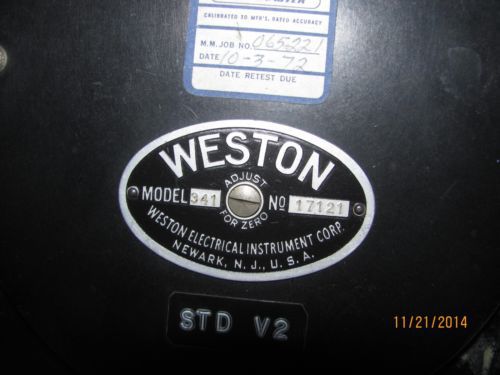 CALIBRATED TO MFR'S. RATED ACCURACY
M.M. JOB NO. 065221
DATE 10-3-72
DATE RETEST DUE
WESTON
MODEL 341 ADJUST FOR ZERO No 17121
WESTON ELECTRICAL INSTRUMENT CORP.
NEWARK, N. J., U. S. A.
STD V2
11/21/2014